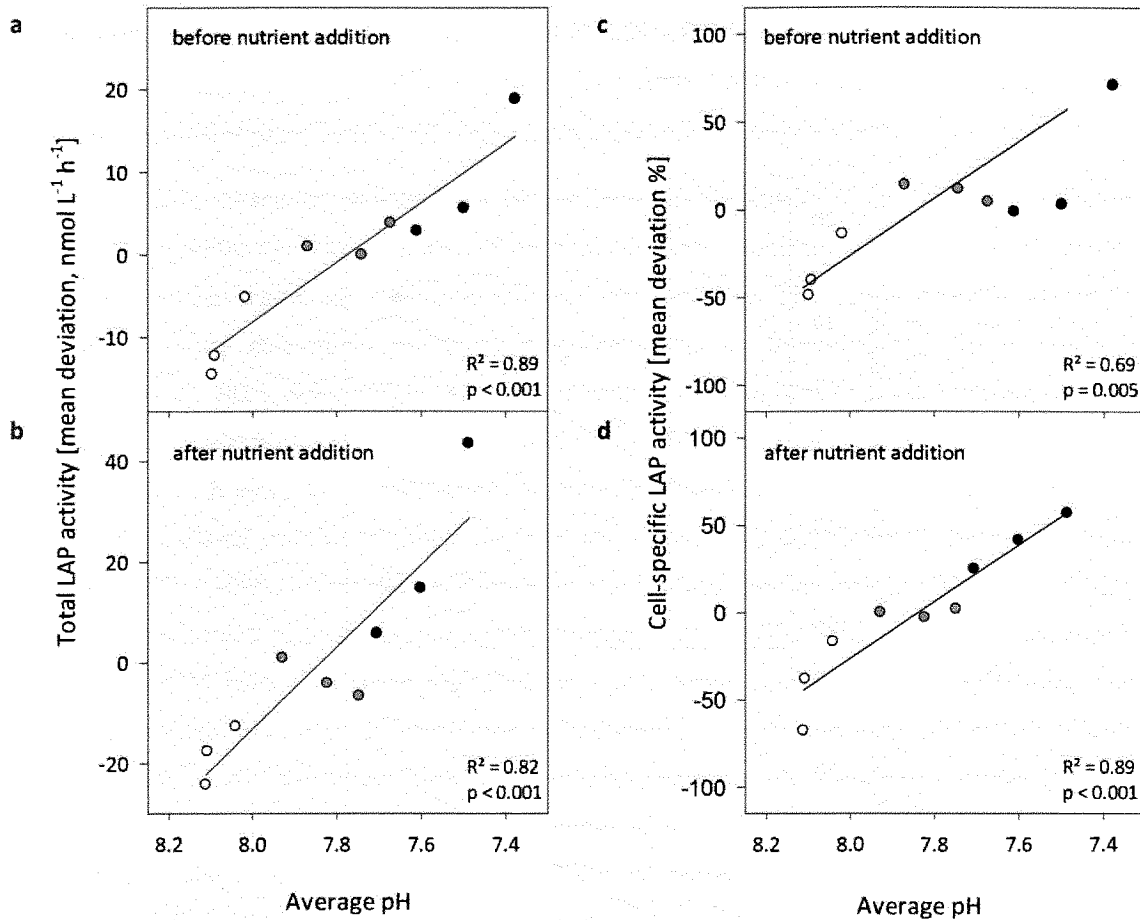 a
before nutrient addition
20
10
0
-10
R² = 0.89
p < 0.001
b
after nutrient addition
40
20
0
-20
R² = 0.82
p < 0.001
Total LAP activity [mean deviation, nmol L⁻¹ h⁻¹]
8.2 8.0 7.8 7.6 7.4
Average pH
c
before nutrient addition
100
50
0
-50
-100
R² = 0.69
p = 0.005
d
after nutrient addition
100
50
0
-50
-100
R² = 0.89
p < 0.001
Cell-specific LAP activity [mean deviation %]
8.2 8.0 7.8 7.6 7.4
Average pH